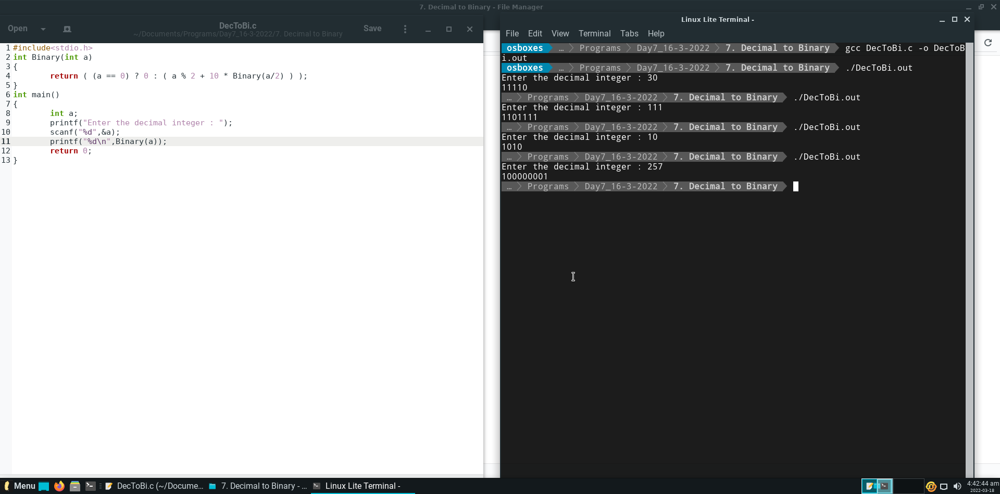 7. Decimal to Binary - File Manager
Open
DecToBi.c
~/Documents/Programs/Day7_16-3-2022/7. Decimal to Binary
Save
1 #include<stdio.h>
2 int Binary(int a)
3 {
4 return ( (a == 0) ? 0 : ( a % 2 + 10 * Binary(a/2) ) );
5 }
6 int main()
7 {
8 int a;
9 printf("Enter the decimal integer : ");
10 scanf("%d",&a);
11 printf("%d\n",Binary(a));
12 return 0;
13 }
Linux Lite Terminal -
File Edit View Terminal Tabs Help
osboxes … Programs Day7_16-3-2022 7. Decimal to Binary gcc DecToBi.c -o DecToB
i.out
osboxes … Programs Day7_16-3-2022 7. Decimal to Binary ./DecToBi.out
Enter the decimal integer : 30
11110
… Programs Day7_16-3-2022 7. Decimal to Binary ./DecToBi.out
Enter the decimal integer : 111
1101111
… Programs Day7_16-3-2022 7. Decimal to Binary ./DecToBi.out
Enter the decimal integer : 10
1010
… Programs Day7_16-3-2022 7. Decimal to Binary ./DecToBi.out
Enter the decimal integer : 257
100000001
… Programs Day7_16-3-2022 7. Decimal to Binary
Menu
DecToBi.c (~/Docume...
7. Decimal to Binary - ...
Linux Lite Terminal -
4:42:44 am
2022-03-18